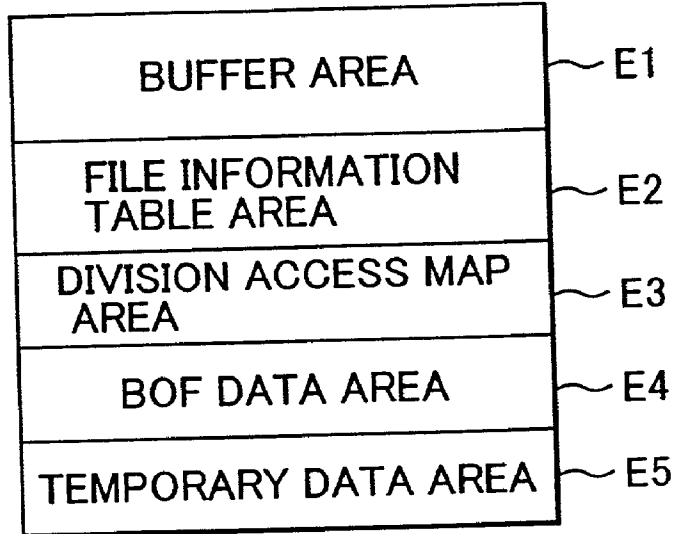 BUFFER AREA
E1
FILE INFORMATION
TABLE AREA
E2
DIVISION ACCESS MAP
AREA
E3
BOF DATA AREA
E4
TEMPORARY DATA AREA
E5